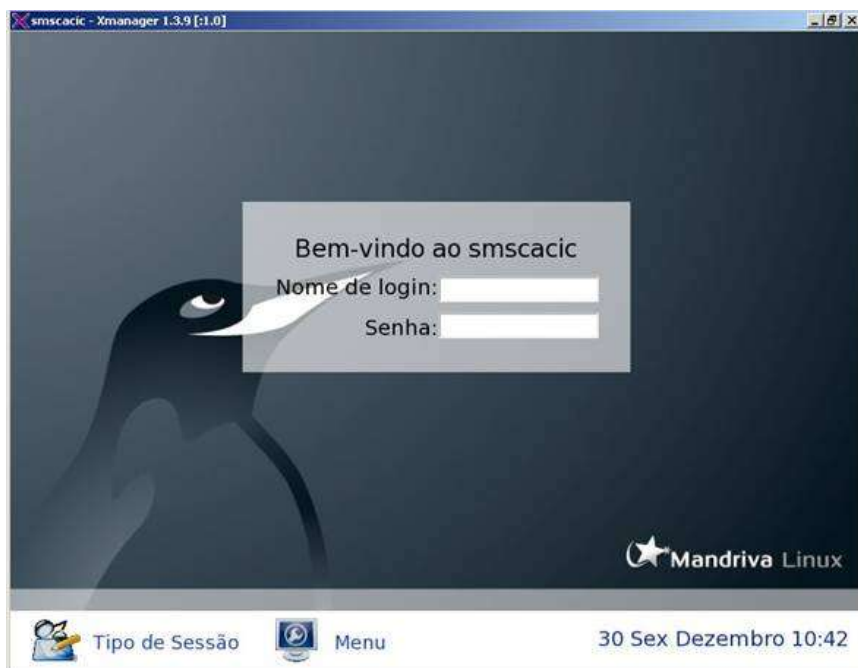 smscacic - Xmanager 1.3.9 [:1.0]
Bem-vindo ao smscacic
Nome de login:
Senha:
Mandriva Linux
Tipo de Sessão
Menu
30 Sex Dezembro 10:42